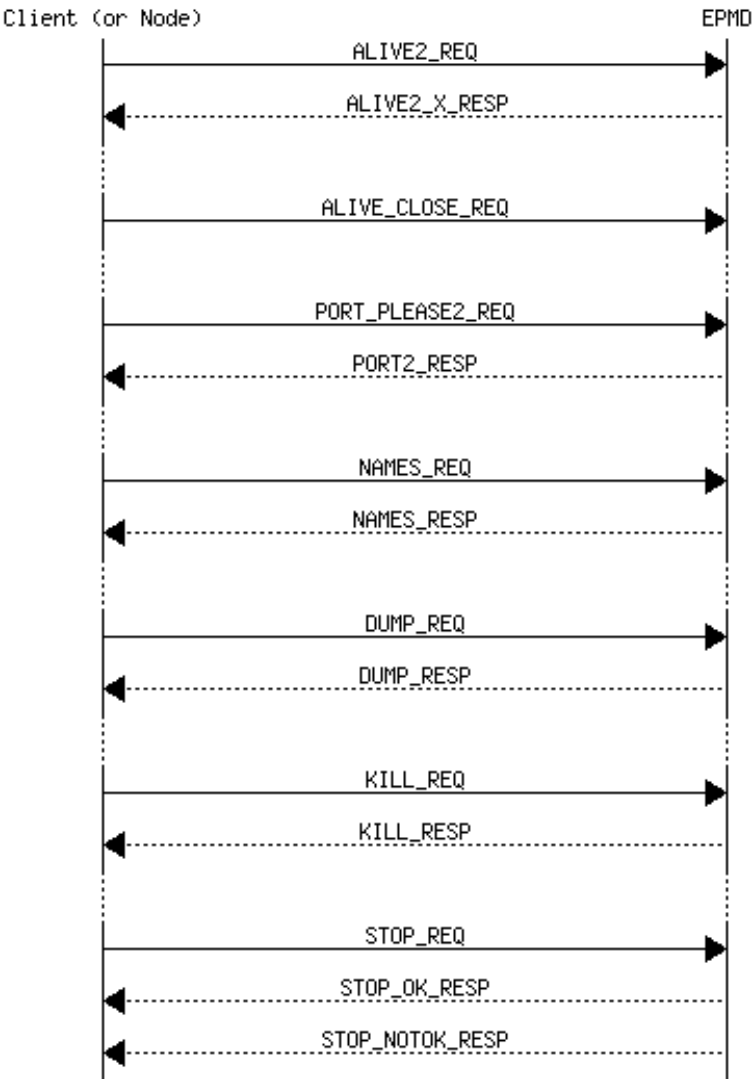 Client (or Node) EPMD
ALIVE2_REQ
ALIVE2_X_RESP
ALIVE_CLOSE_REQ
PORT_PLEASE2_REQ
PORT2_RESP
NAMES_REQ
NAMES_RESP
DUMP_REQ
DUMP_RESP
KILL_REQ
KILL_RESP
STOP_REQ
STOP_OK_RESP
STOP_NOTOK_RESP